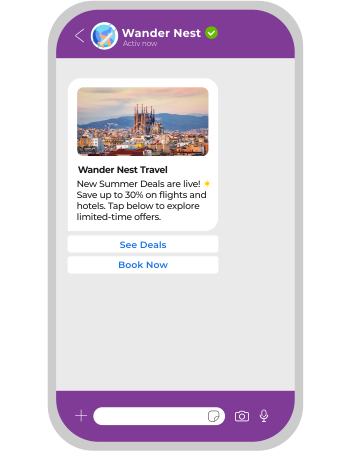 Wander Nest
Activ now
Wander Nest Travel
New Summer Deals are live!
Save up to 30% on flights and
hotels. Tap below to explore
limited-time offers.
See Deals
Book Now